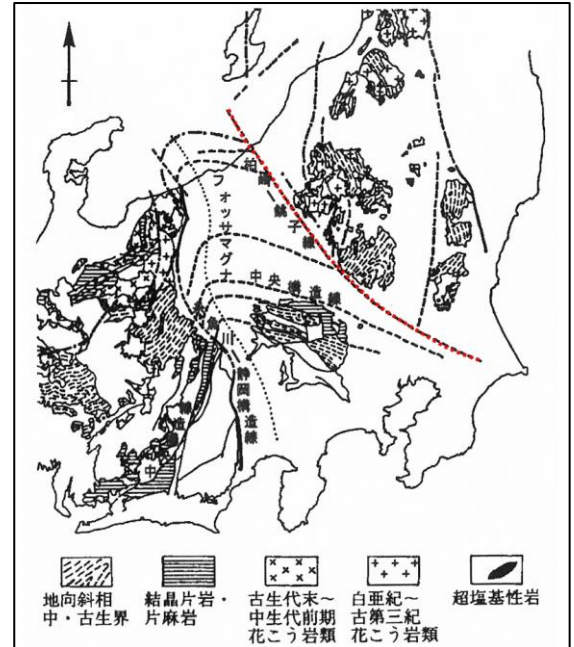 柏崎―銚子線
フォッサマグナ
中央構造線
糸魚川
静岡構造線
地向斜相
中・古生界
結晶片岩・
片麻岩
古生代末～
中生代前期
花こう岩類
白亜紀～
古第三紀
花こう岩類
超塩基性岩